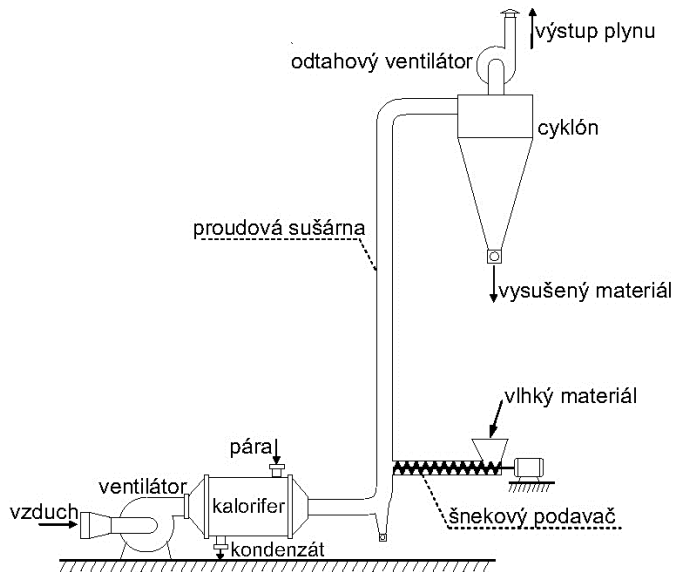 výstup plynu
odtahový ventilátor
cyklón
proudová sušárna
vysušený materiál
vlhký materiál
pára
ventilátor
kalorifer
vzduch
šnekový podavač
kondenzát